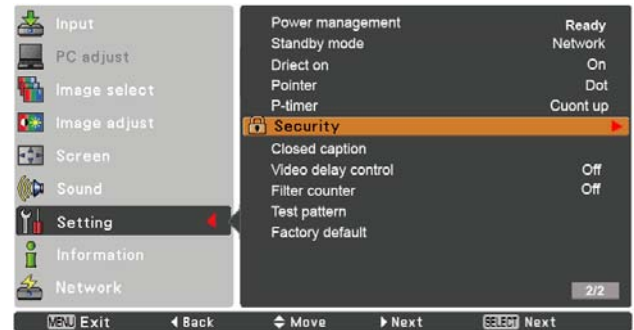 Input
PC adjust
Image select
Image adjust
Screen
Sound
Setting
Information
Network
Power management Ready
Standby mode Network
Driect on On
Pointer Dot
P-timer Cuont up
Security
Closed caption
Video delay control Off
Filter counter Off
Test pattern
Factory default
2/2
MENU Exit Back Move Next SELECT Next